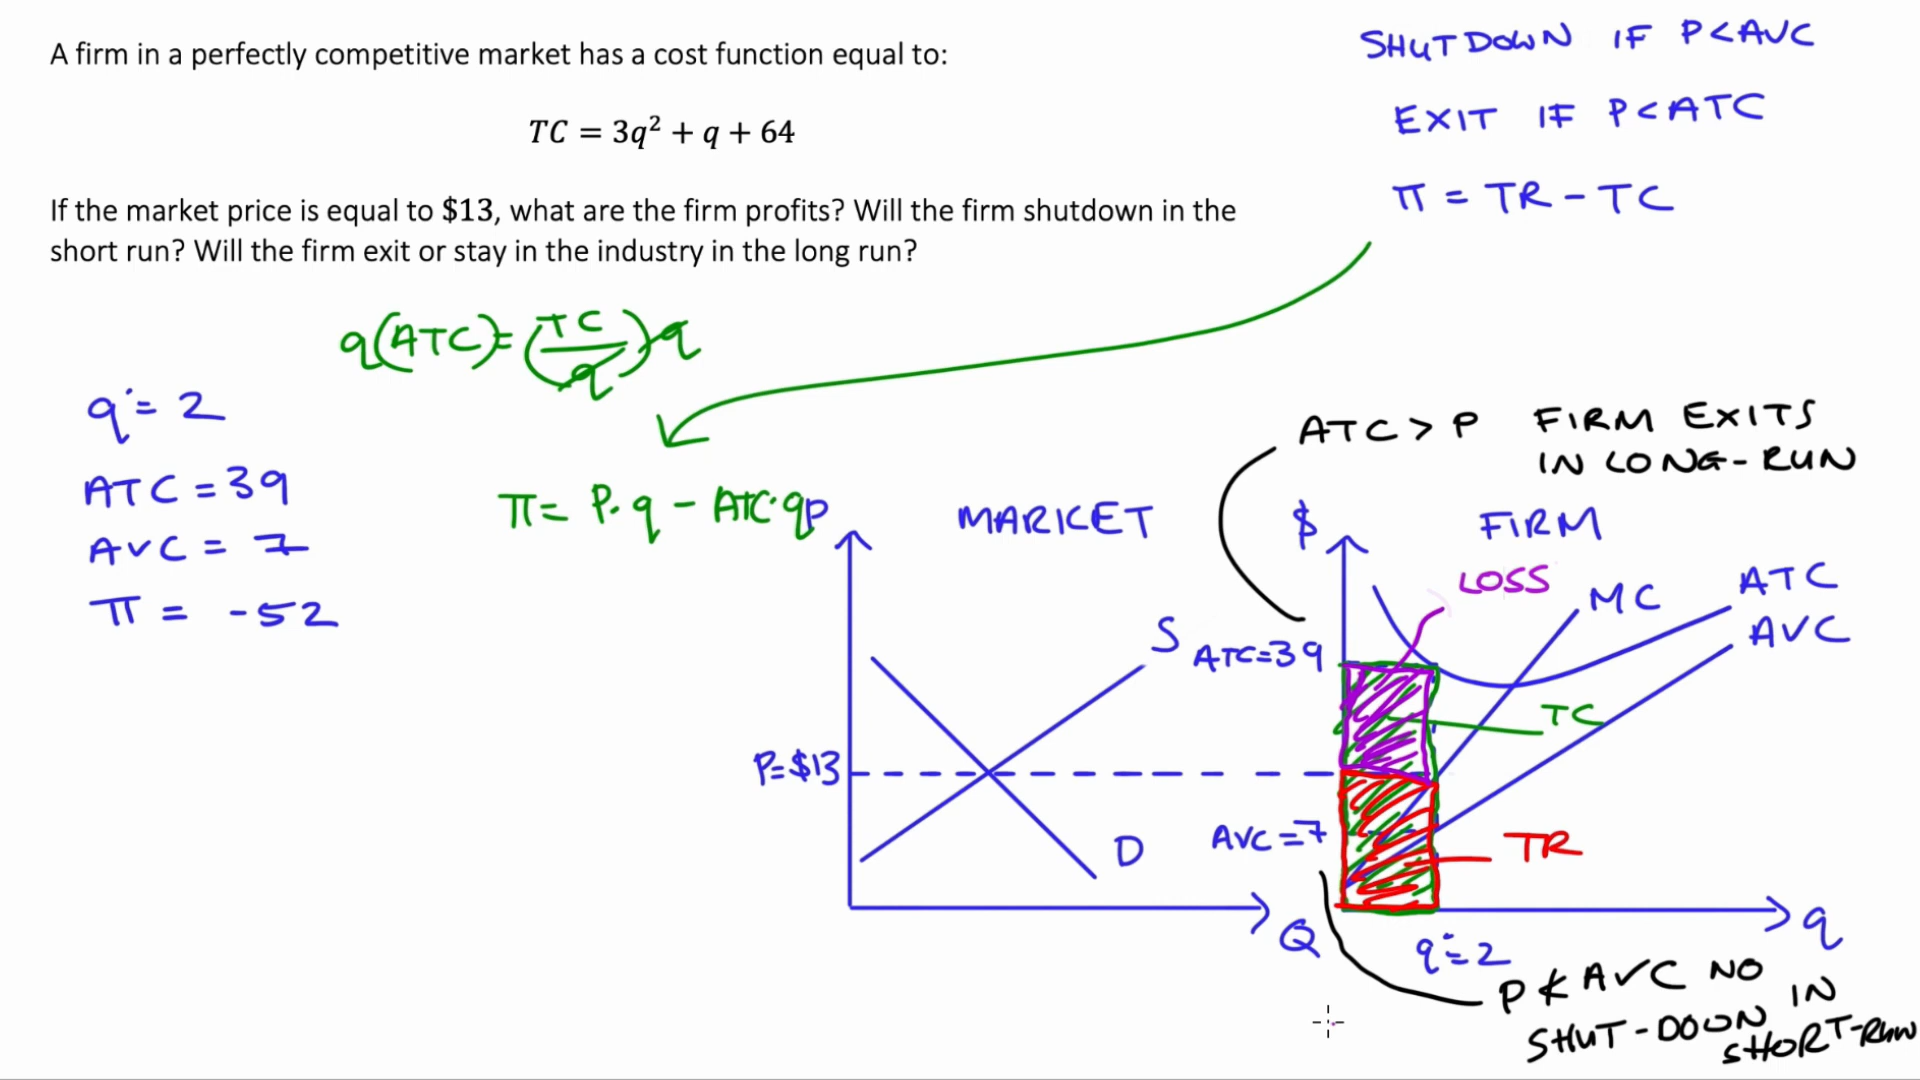 A firm in a perfectly competitive market has a cost function equal to:
TC = 3q² + q + 64
If the market price is equal to $13, what are the firm profits? Will the firm shutdown in the
short run? Will the firm exit or stay in the industry in the long run?
SHUTDOWN IF P<AVC
EXIT IF P<ATC
π = TR - TC
q(ATC) = (TC/q) q
q* = 2
ATC = 39
AVC = 7
π = -52
π = P·q - ATC·q
ATC > P FIRM EXITS
IN LONG-RUN
P
MARKET
S
P=$13
D
Q
$
FIRM
LOSS
MC
ATC
AVC
ATC=39
TC
AVC=7
TR
q*=2
q
P ≮ AVC NO
SHUT-DOWN IN
SHORT-RUN